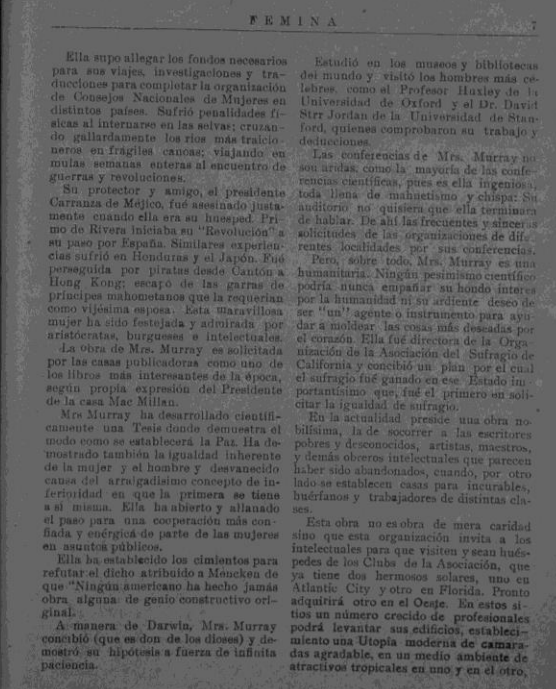 FEMINA
7
Ella supo allegar los fondos necesarios
para sus viajes, investigaciones y tra-
ducciones para completar la organización
de Consejos Nacionales de Mujeres en
distintos países. Sufrió penalidades fí-
sicas al internarse en las selvas; cruzan-
do gallardamente los ríos más traicio-
neros en frágiles canoas; viajando en
mulas semanas enteras al encuentro de
guerras y revoluciones.
Su protector y amigo, el presidente
Carranza de Méjico, fué asesinado justa-
mente cuando ella era su huesped. Pri-
mo de Rivera iniciaba su "Revolución" a
su paso por España. Similares experien-
cias sufrió en Honduras y el Japón. Fué
perseguida por piratas desde Cantón a
Hong Kong; escapo de las garras de
príncipes mahometanos que la requerían
como vijésima esposa. Esta maravillosa
mujer ha sido festejada y admirada por
aristócratas, burgueses e intelectuales.
La obra de Mrs. Murray es solicitada
por las casas publicadoras como uno de
los libros más interesantes de la época,
según propia expresión del Presidente
de la casa Mac Millan.
Mrs Murray ha desarrollado científi-
camente una Tesis donde demuestra el
modo como se establecerá la Paz. Ha de-
mostrado también la igualdad inherente
de la mujer y el hombre y desvanecido
causa del arraigadísimo concepto de in-
ferioridad en que la primera se tiene
a sí misma. Ella ha abierto y allanado
el paso para una cooperación más con-
fiada y enérgica de parte de las mujeres
en asuntos públicos.
Ella ha establecido los cimientos para
refutar el dicho atribuido a Mencken de
que "Ningún americano ha hecho jamás
obra alguna de genio constructivo ori-
ginal.
A manera de Darwin, Mrs. Murray
concibió (que es don de los dioses) y de-
mostró su hipótesis a fuerza de infinita
paciencia.
Estudió en los museos y bibliotecas
del mundo y visitó los hombres más cé-
lebres, como el Profesor Huxley de la
Universidad de Oxford y el Dr. David
Strr Jordan de la Universidad de Stan-
ford, quienes comprobaron su trabajo y
deducciones.
Las conferencias de Mrs. Murray no
son áridas, como la mayoría de las confe-
rencias científicas, pues es ella ingeniosa,
toda llena de mahuetismo y chispa: Su
auditorio no quisiera que ella terminara
de hablar. De ahí las frecuentes y sinceras
solicitudes de las organizaciones de dife
rentes localidades por sus conferencias.
Pero, sobre todo, Mrs. Murray es una
humanitaria. Ningún pesimismo científico
podría nunca empañar su hondo interes
por la humanidad ni su ardiente deseo de
ser "un" agente o instrumento para ayu-
dar a moldear las cosas más deseadas por
el corazón. Ella fué directora de la Orga-
nización de la Asociación del Sufragio de
California y concibió un plan por el cual
el sufragio fué ganado en ese Estado im-
portantísimo que, fué el primero en soli-
citar la igualdad de sufragio.
En la actualidad preside una obra no-
bilísima, la de socorrer a las escritores
pobres y desconocidos, artistas, maestros,
y demás obreros intelectuales que parecen
haber sido abandonados, cuando, por otro
lado se establecen casas para incurables,
huérfanos y trabajadores de distintas cla-
ses.
Esta obra no es obra de mera caridad
sino que esta organización invita a los
intelectuales para que visiten y sean hués-
pedes de los Clubs de la Asociación, que
ya tiene dos hermosos solares, uno en
Atlantic City y otro en Florida. Pronto
adquirirá otro en el Oeste. En estos si-
tios un número crecido de profesionales
podrá levantar sus edificios, estableci-
miento una Utopía moderna de camara-
das agradable, en un medio ambiente de
atractivos tropicales en uno y en el otro,